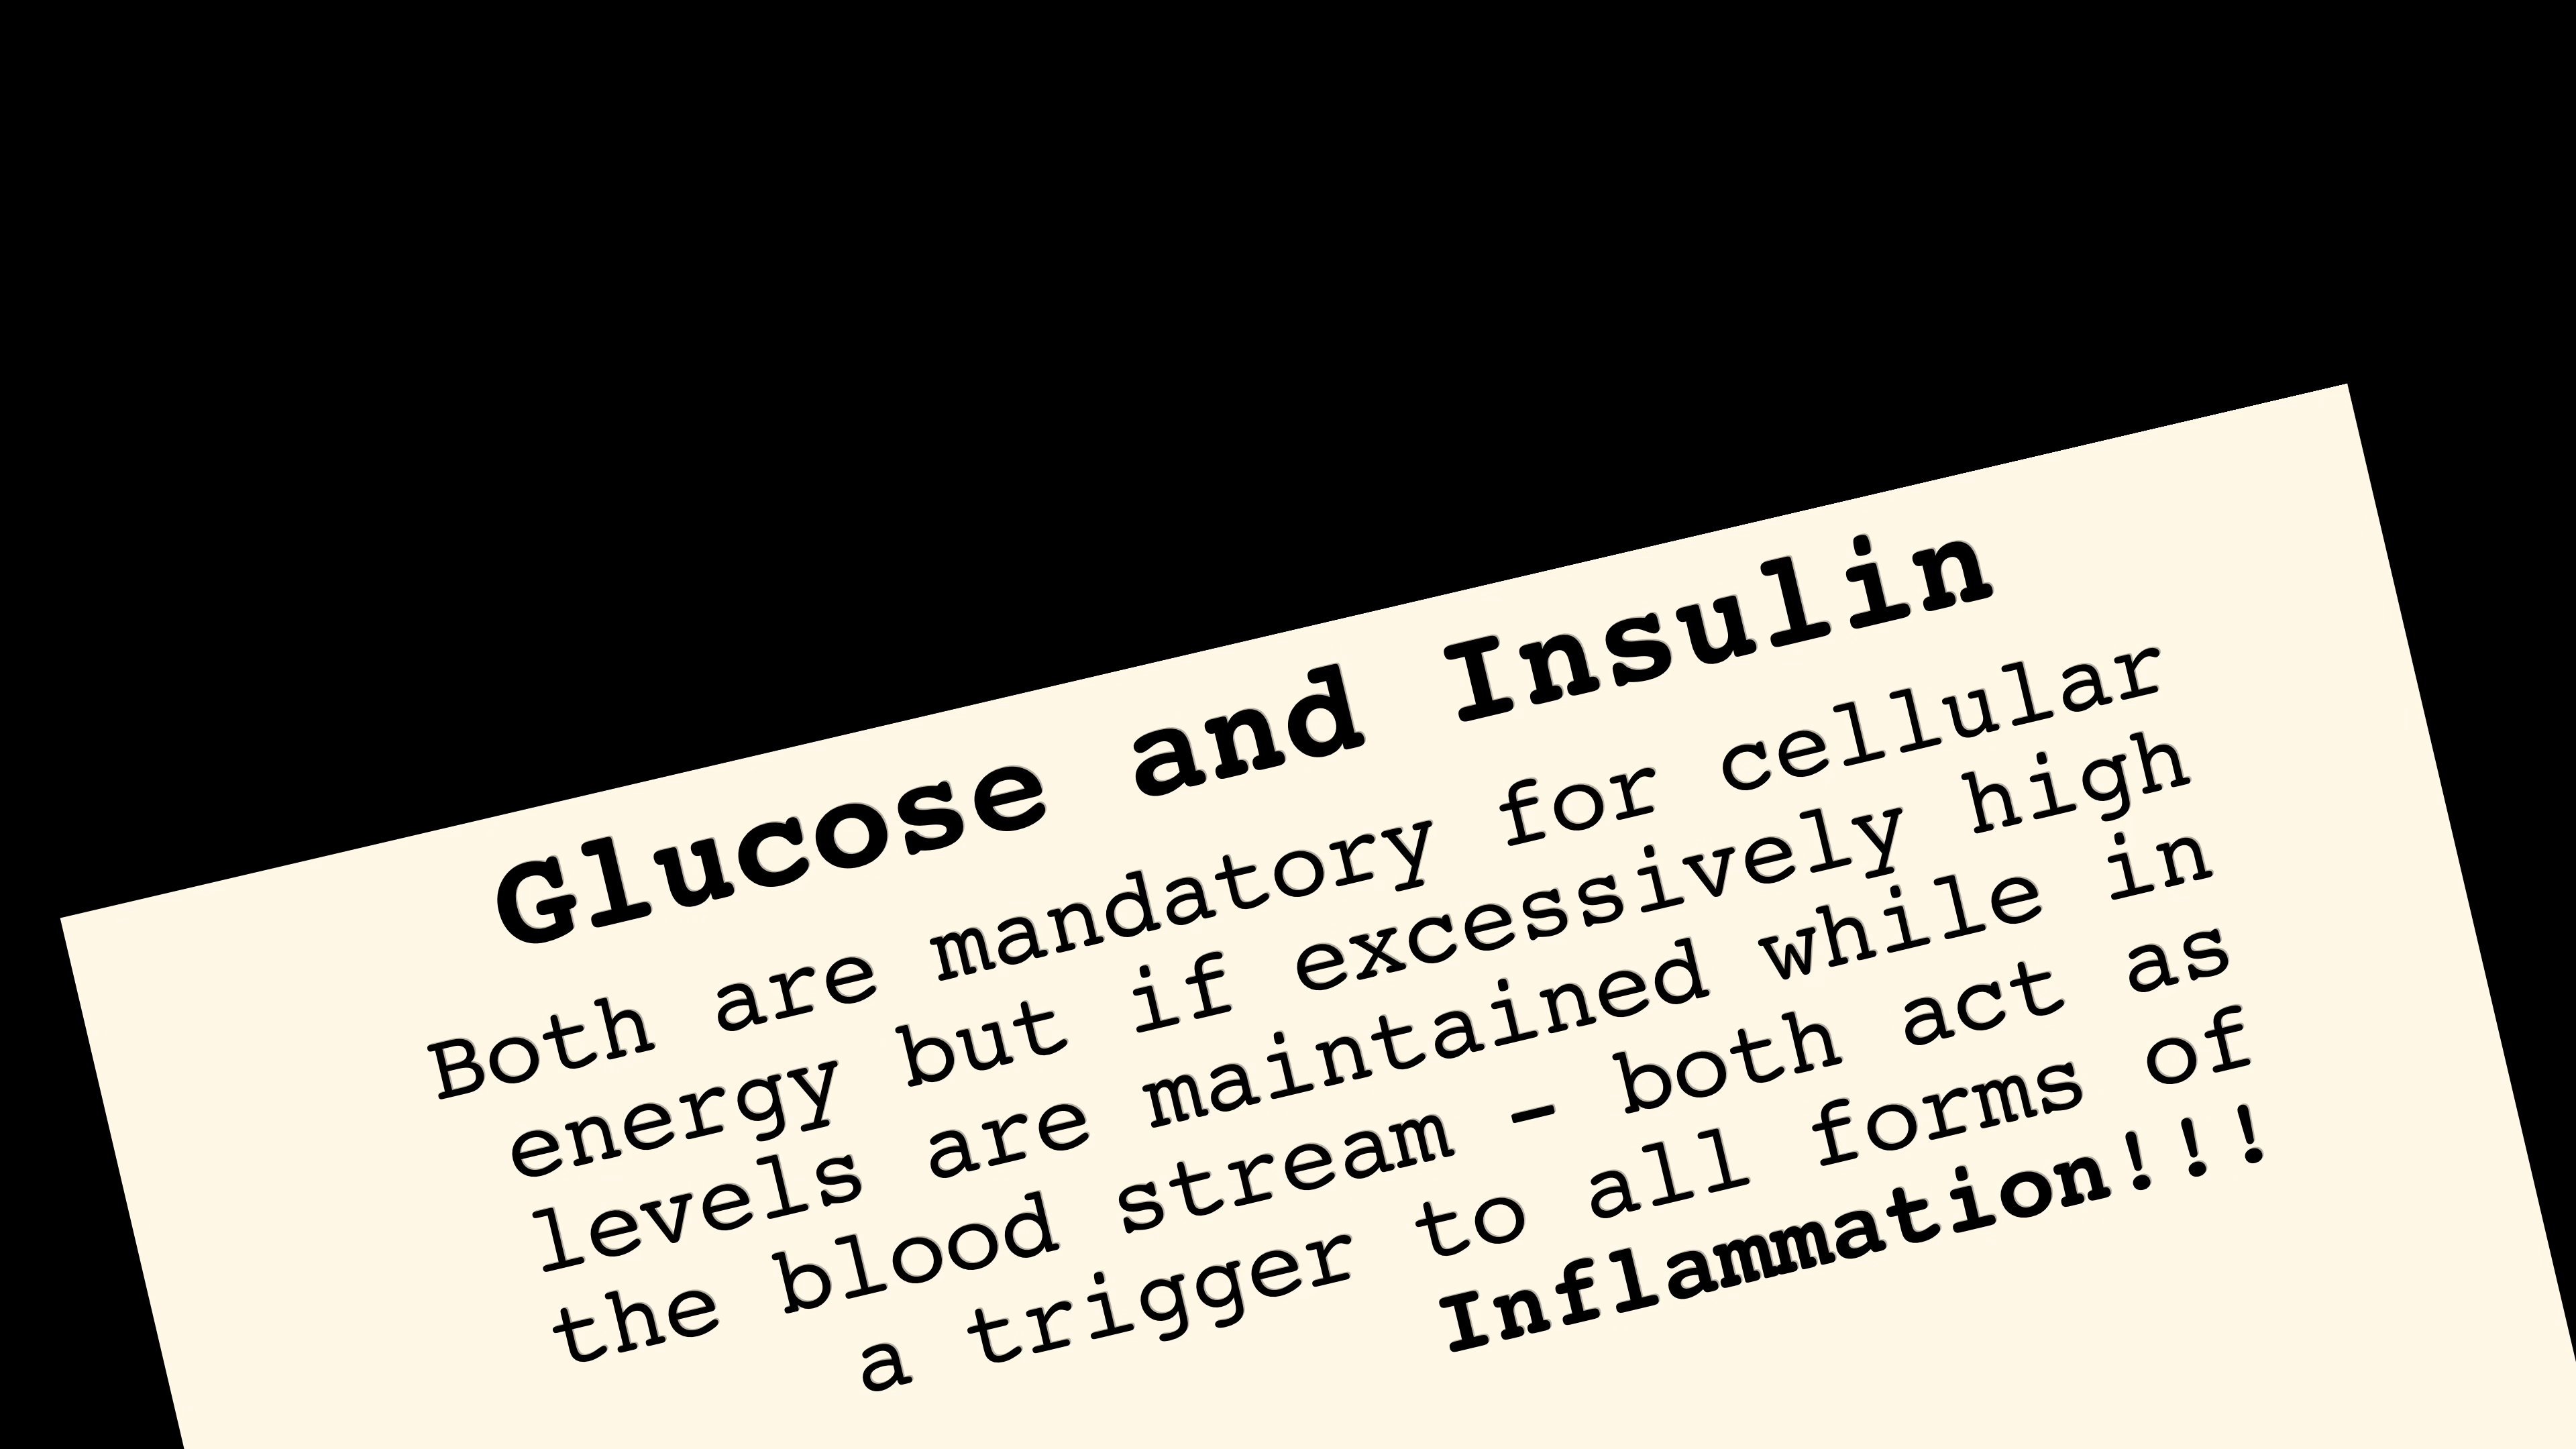 Glucose and Insulin
Both are mandatory for cellular
energy but if excessively high
levels are maintained while in
the blood stream - both act as
a trigger to all forms of
Inflammation!!!